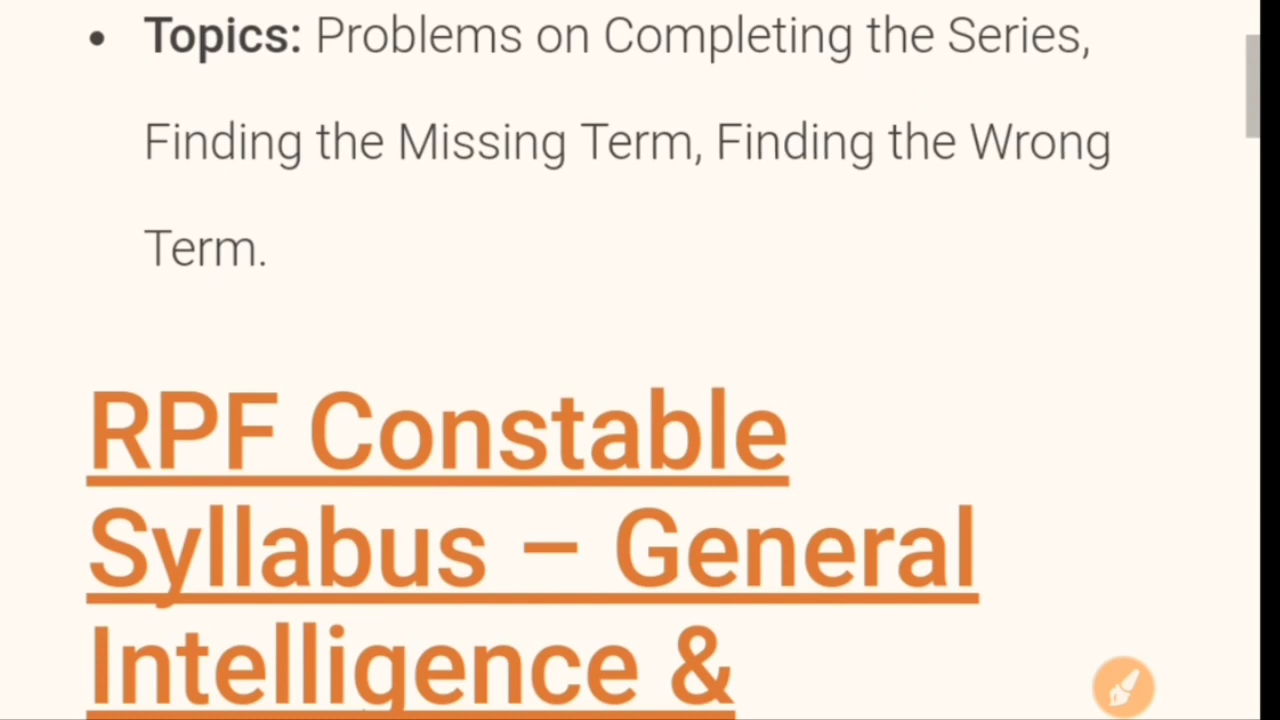 • Topics: Problems on Completing the Series,
Finding the Missing Term, Finding the Wrong
Term.
RPF Constable
Syllabus – General
Intelligence &